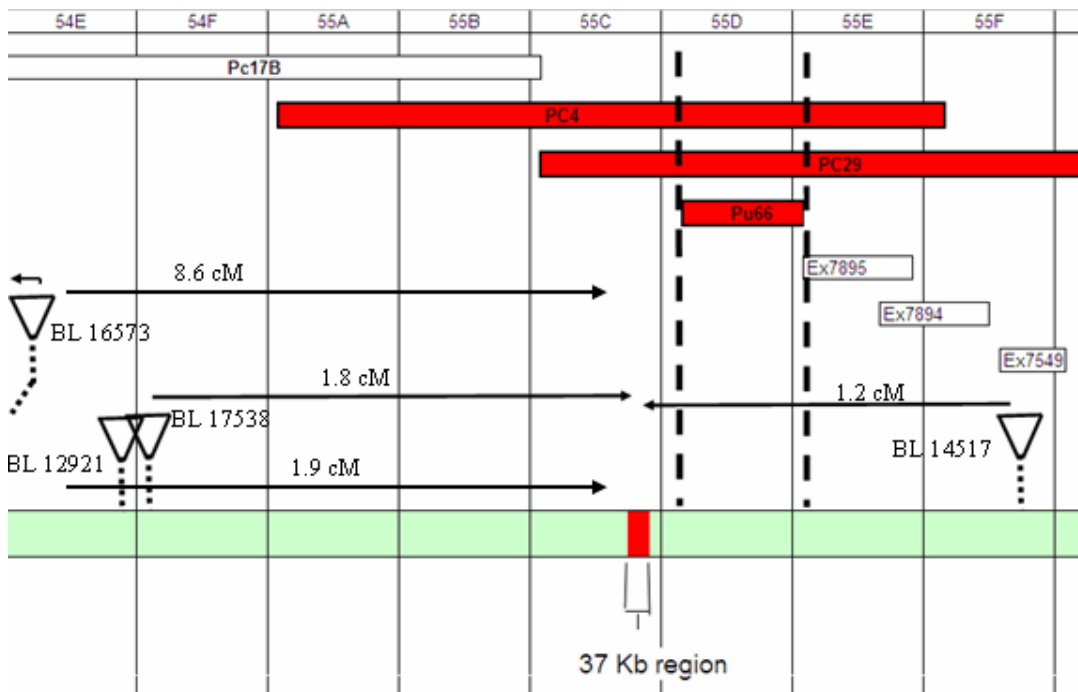 54E 54F 55A 55B 55C 55D 55E 55F
Pc17B
PC4
PC29
Pu66
Ex7895
8.6 cM
Ex7894
BL 16573
Ex7549
1.8 cM
1.2 cM
BL 17538
BL 14517
BL 12921
1.9 cM
37 Kb region